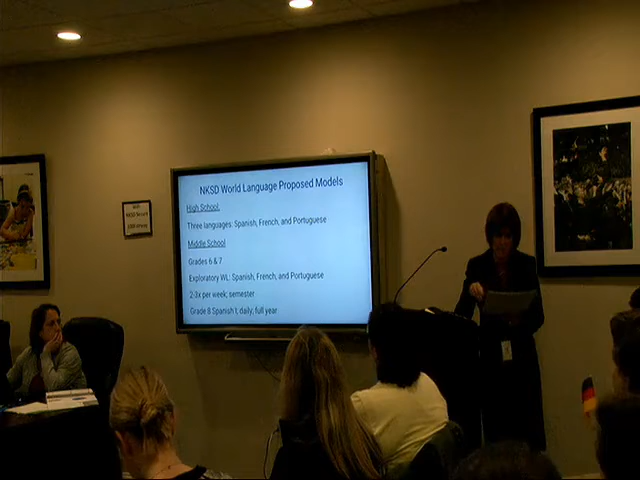 NKSD World Language Proposed Models
High School:
Three languages: Spanish, French, and Portuguese
Middle School
Grades 6 & 7
Exploratory WL: Spanish, French, and Portuguese
2-3x per week; semester
Grade 8 Spanish I; daily; full year